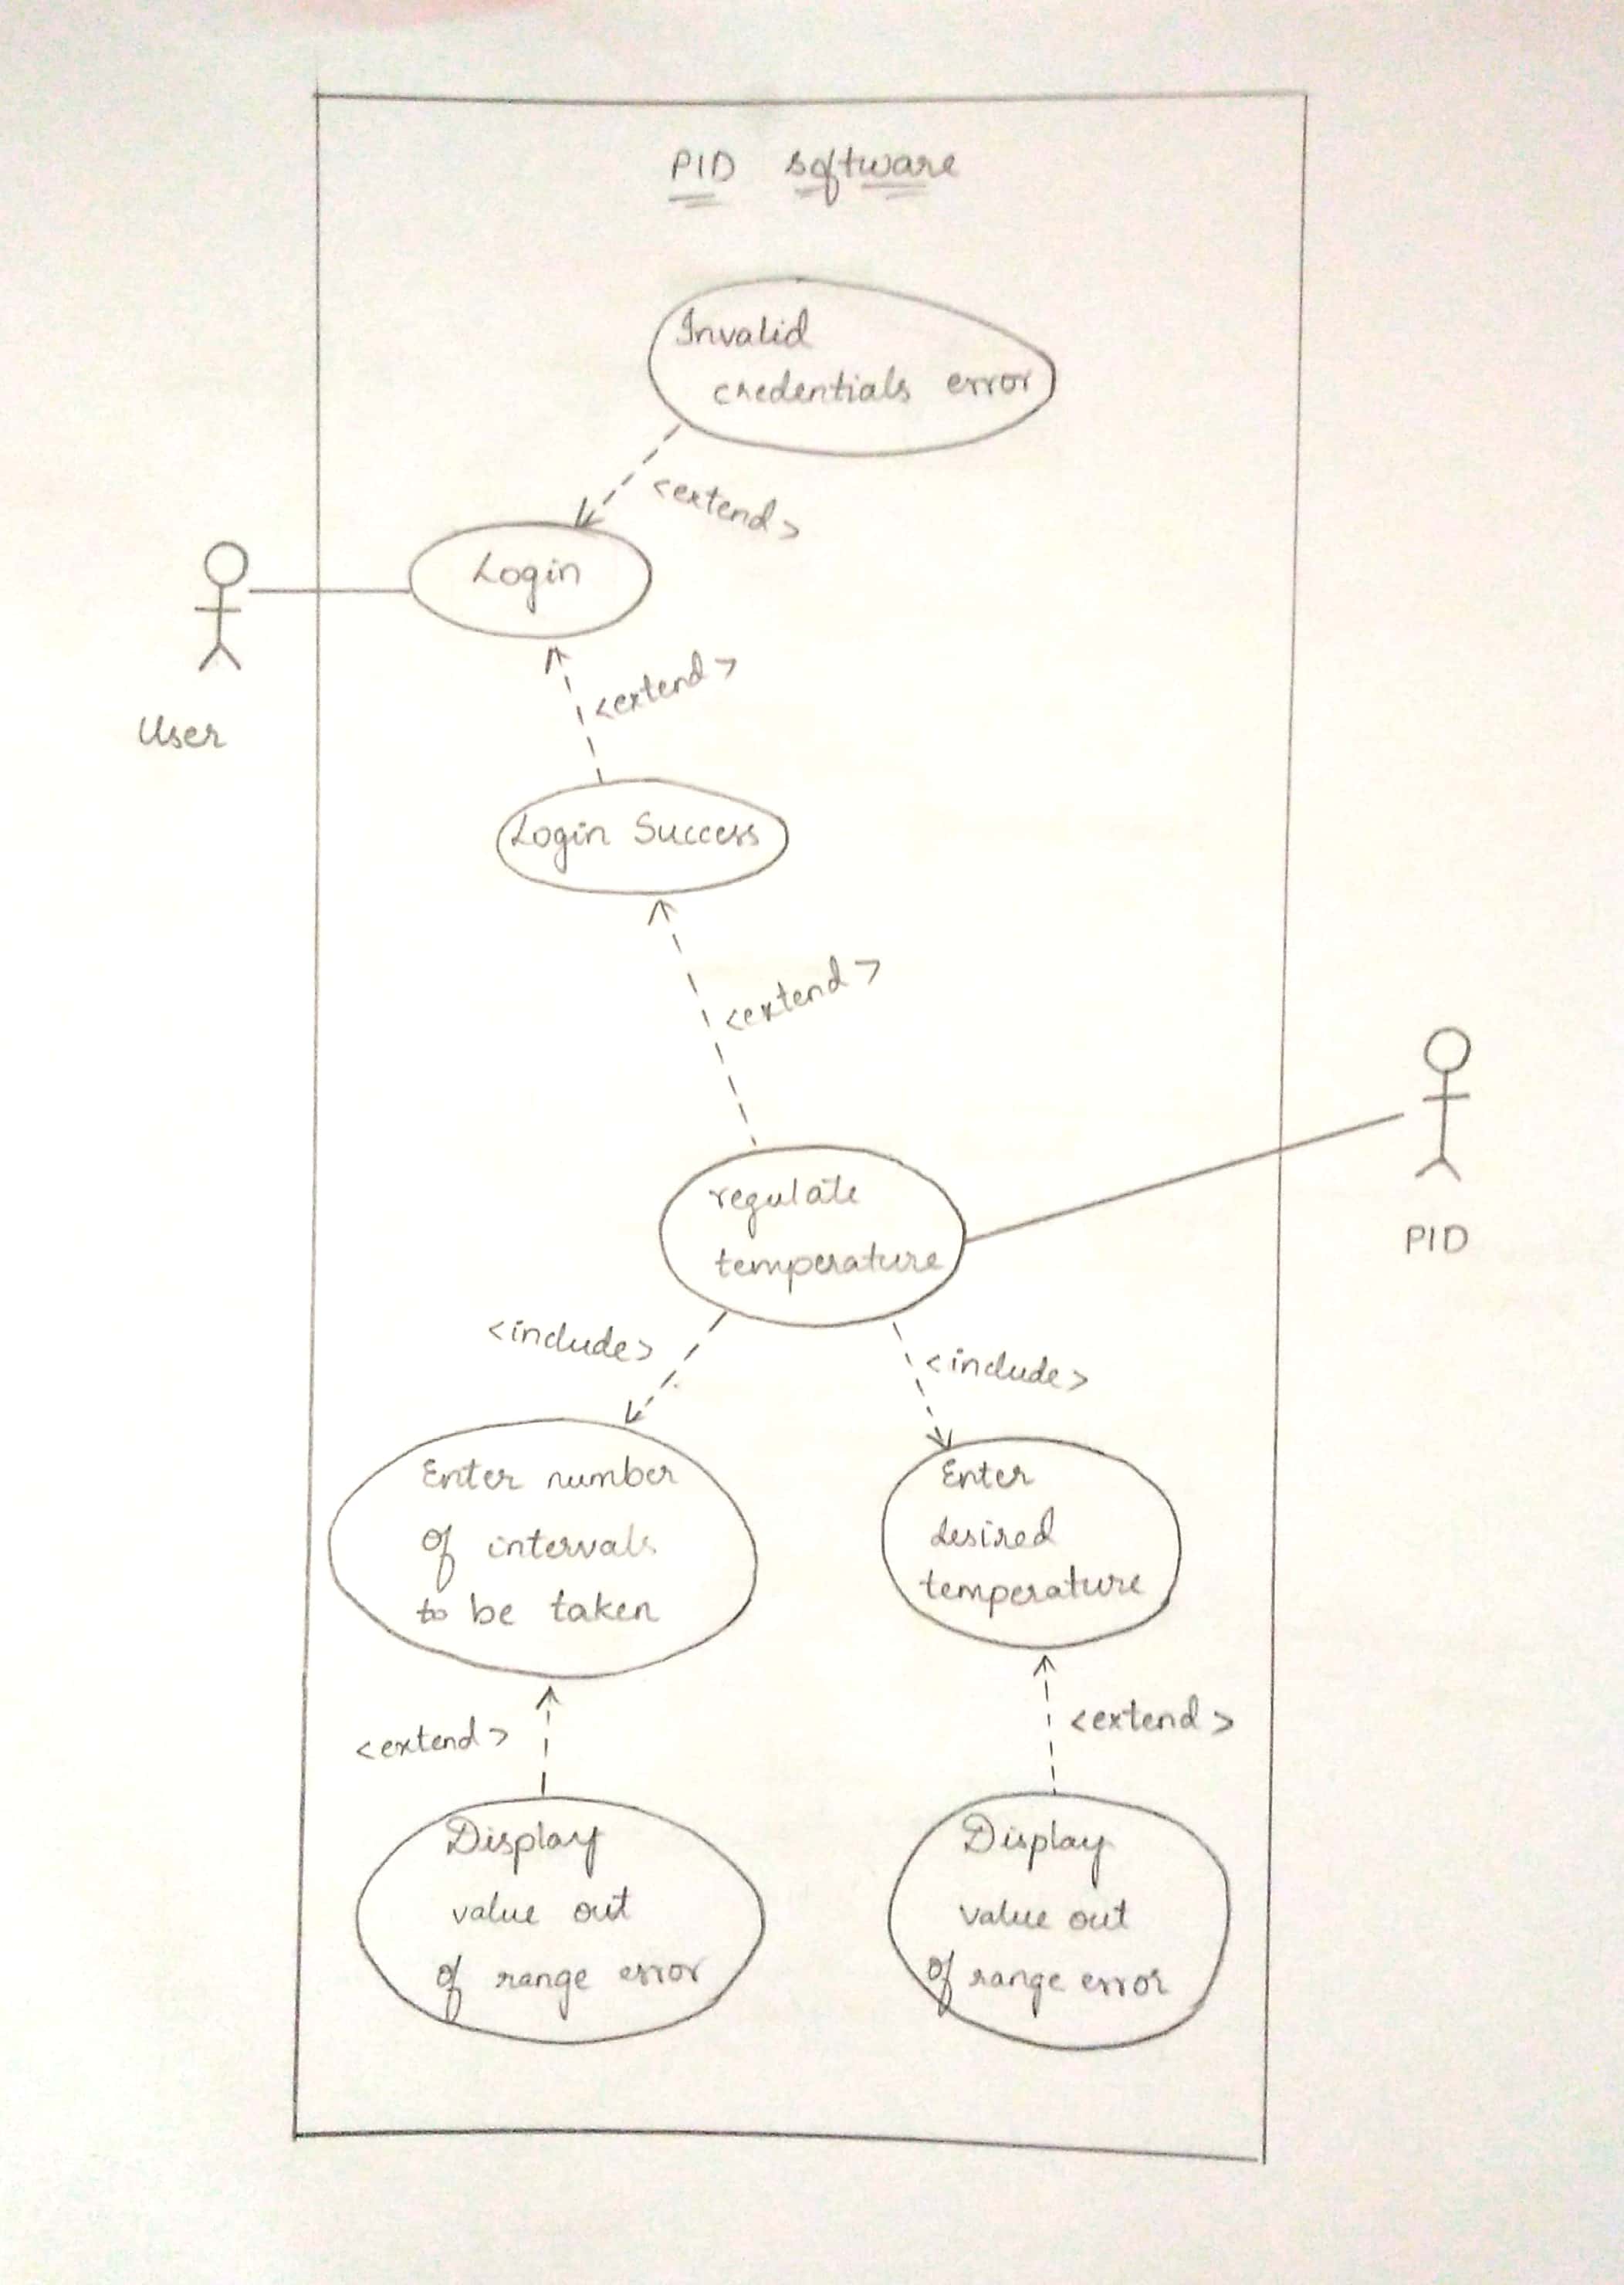 PID software
Invalid
credentials error
<extend>
Login
User
<extend>
Login Success
<extend>
regulate
temperature
PID
<include>
<include>
Enter number
of intervals
to be taken
Enter
desired
temperature
<extend>
<extend>
Display
value out
of range error
Display
value out
of range error